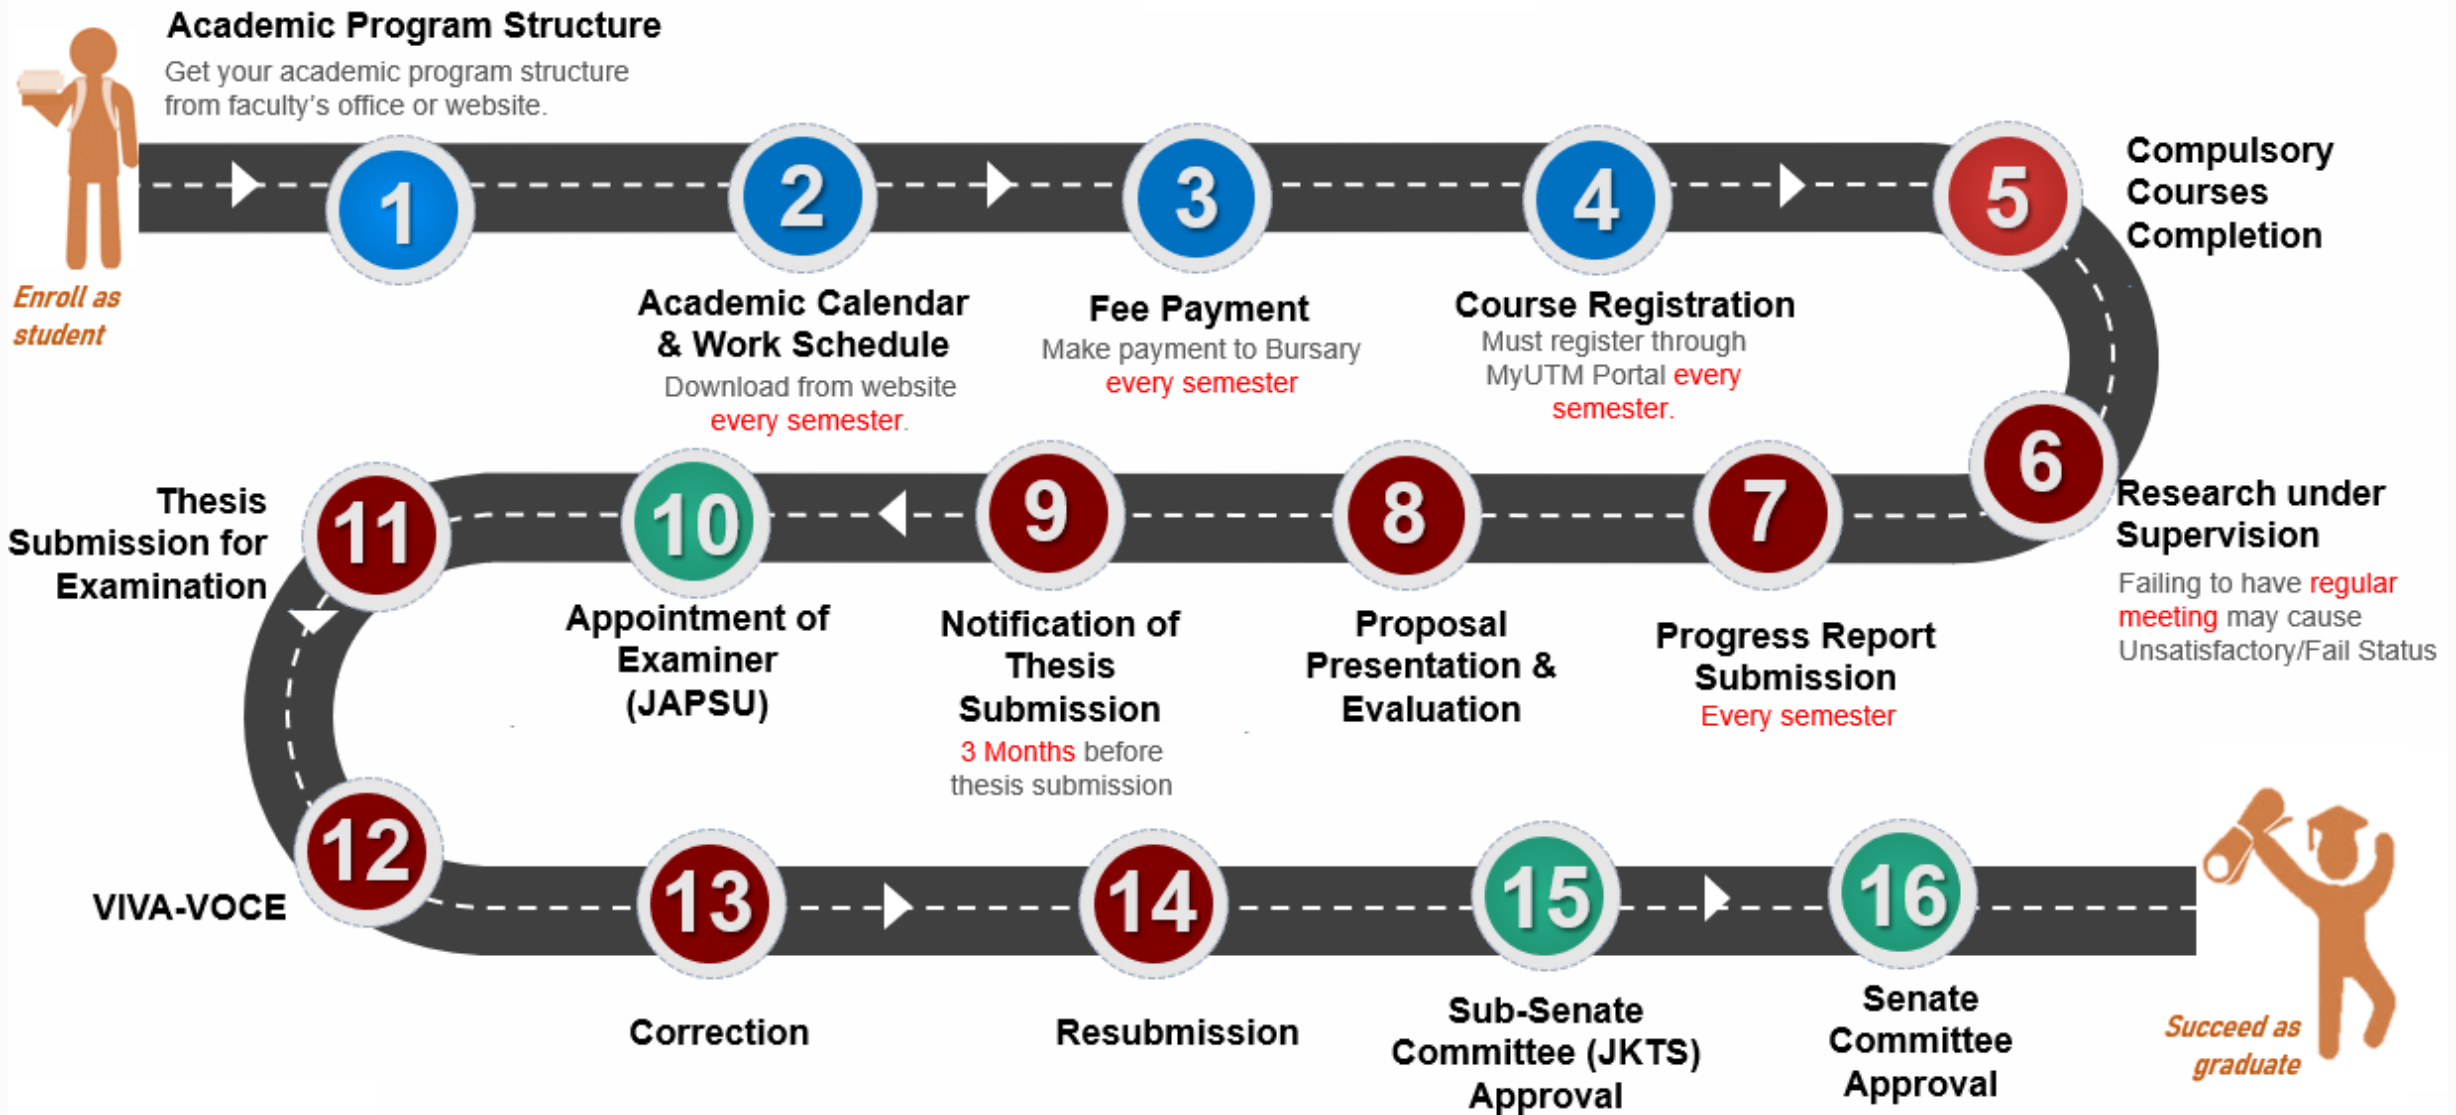 Academic Program Structure
Get your academic program structure
from faculty's office or website.
Enroll as
student
1
2
3
4
5
Academic Calendar
& Work Schedule
Download from website
every semester.
Fee Payment
Make payment to Bursary
every semester
Course Registration
Must register through
MyUTM Portal every
semester.
Compulsory
Courses
Completion
6
Research under
Supervision
Failing to have regular
meeting may cause
Unsatisfactory/Fail Status
7
Progress Report
Submission
Every semester
8
Proposal
Presentation &
Evaluation
9
Notification of
Thesis
Submission
3 Months before
thesis submission
10
Appointment of
Examiner
(JAPSU)
11
Thesis
Submission for
Examination
12
VIVA-VOCE
13
Correction
14
Resubmission
15
Sub-Senate
Committee (JKTS)
Approval
16
Senate
Committee
Approval
Succeed as
graduate